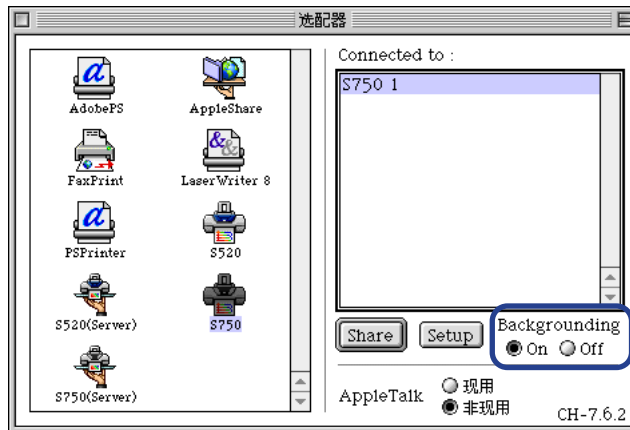 选配器
AdobePS
AppleShare
FaxPrint
LaserWriter 8
PSPrinter
S520
S520(Server)
S750
S750(Server)
Connected to :
S750 1
Share
Setup
Backgrounding
On
Off
AppleTalk
现用
非现用
CH-7.6.2